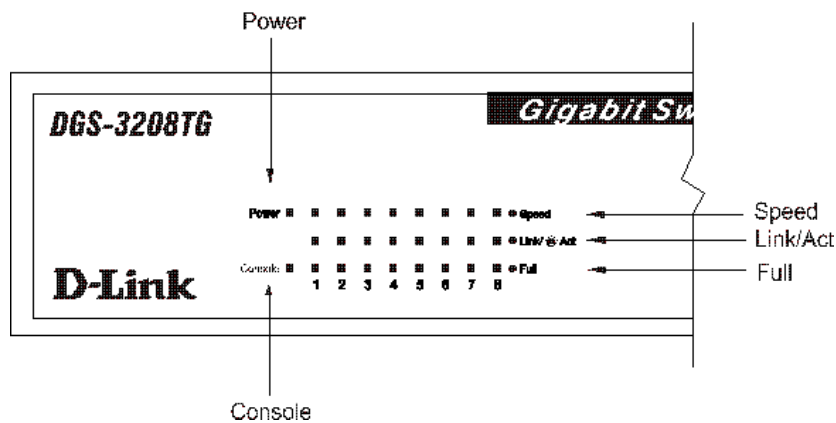 Power
DGS-3208TG
Gigabit Sw
Power
Speed
Speed
Link/Act
Link/Act
Console
Full
Full
1 2 3 4 5 6 7 8
D-Link
Console